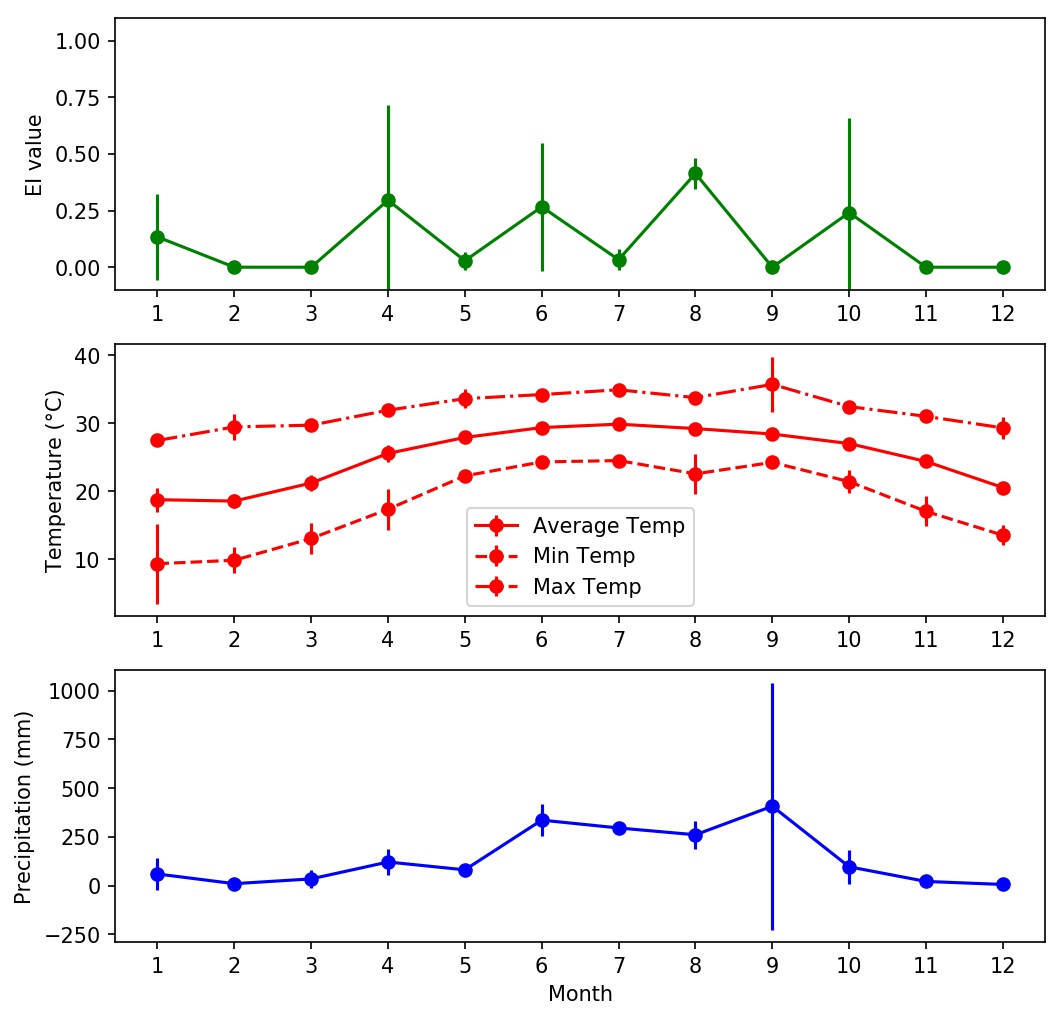 EI value
1.00
0.75
0.50
0.25
0.00
1 2 3 4 5 6 7 8 9 10 11 12
Temperature (°C)
40
30
20
10
Average Temp
Min Temp
Max Temp
1 2 3 4 5 6 7 8 9 10 11 12
Precipitation (mm)
1000
750
500
250
0
−250
1 2 3 4 5 6 7 8 9 10 11 12
Month